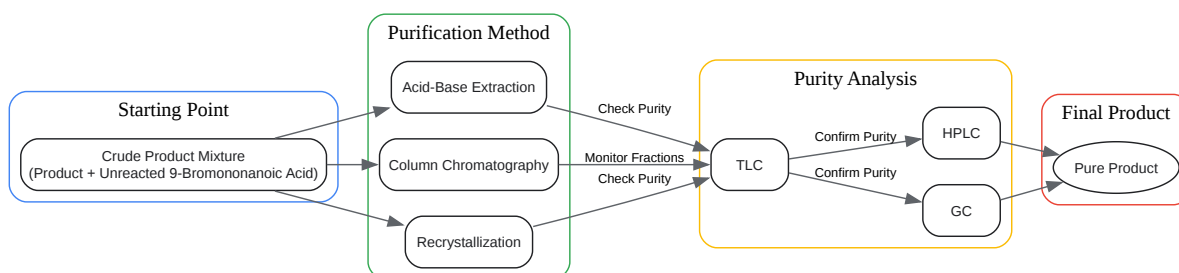 Starting Point
Crude Product Mixture
(Product + Unreacted 9-Bromononanoic Acid)
Purification Method
Acid-Base Extraction
Column Chromatography
Recrystallization
Check Purity
Monitor Fractions
Check Purity
Purity Analysis
TLC
Confirm Purity
Confirm Purity
HPLC
GC
Final Product
Pure Product